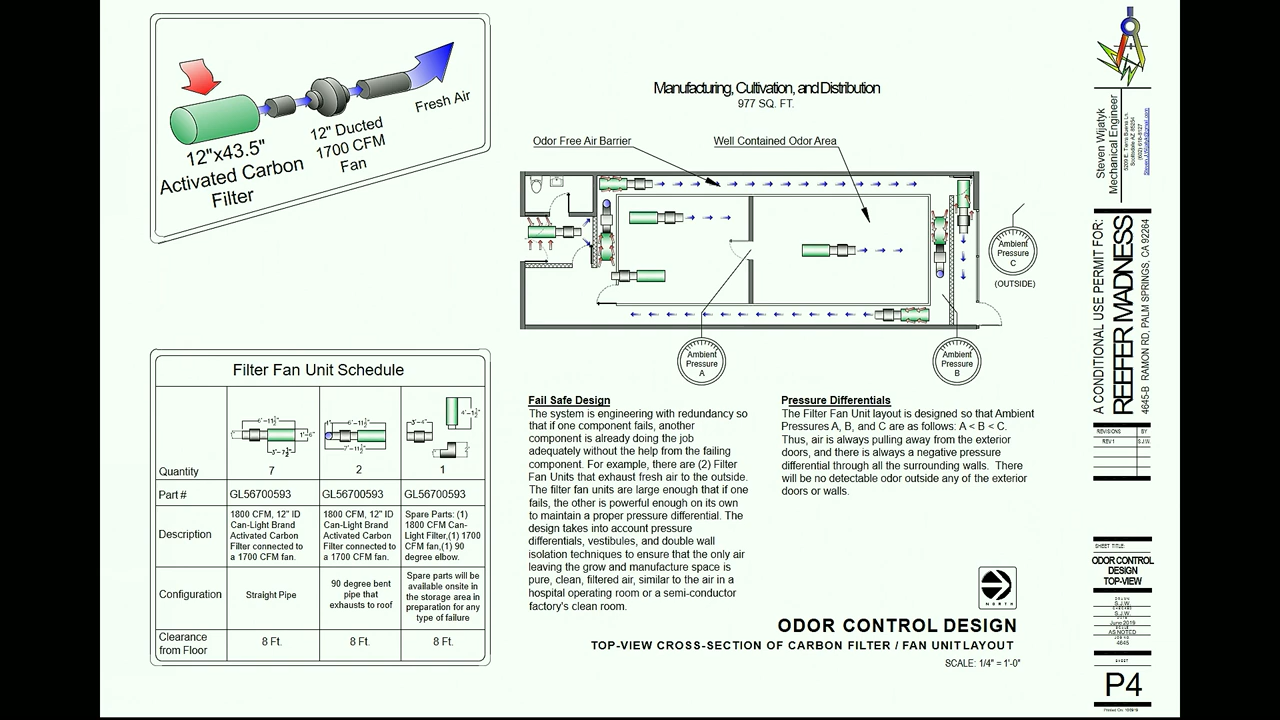 12"x43.5"
Activated Carbon
Filter
12" Ducted
1700 CFM
Fan
Fresh Air
Manufacturing, Cultivation, and Distribution
977 SQ. FT.
Odor Free Air Barrier
Well Contained Odor Area
Ambient
Pressure
C
(OUTSIDE)
Ambient
Pressure
A
Ambient
Pressure
B
Filter Fan Unit Schedule
Quantity
7
2
1
Part #
GL56700593
GL56700593
GL56700593
Description
1800 CFM, 12" ID
Can-Light Brand
Activated Carbon
Filter connected to
a 1700 CFM fan.
1800 CFM, 12" ID
Can-Light Brand
Activated Carbon
Filter connected to
a 1700 CFM fan.
Spare Parts: (1)
1800 CFM Can-
Light Filter,(1) 1700
CFM fan,(1) 90
degree elbow.
Configuration
Straight Pipe
90 degree bent
pipe that
exhausts to roof
Spare parts will be
available onsite in
the storage area in
preparation for any
type of failure
Clearance
from Floor
8 Ft.
8 Ft.
8 Ft.
Fail Safe Design
The system is engineering with redundancy so
that if one component fails, another
component is already doing the job
adequately without the help from the failing
component. For example, there are (2) Filter
Fan Units that exhaust fresh air to the outside.
The filter fan units are large enough that if one
fails, the other is powerful enough on its own
to maintain a proper pressure differential. The
design takes into account pressure
differentials, vestibules, and double wall
isolation techniques to ensure that the only air
leaving the grow and manufacture space is
pure, clean, filtered air, similar to the air in a
hospital operating room or a semi-conductor
factory's clean room.
Pressure Differentials
The Filter Fan Unit layout is designed so that Ambient
Pressures A, B, and C are as follows: A < B < C.
Thus, air is always pulling away from the exterior
doors, and there is always a negative pressure
differential through all the surrounding walls. There
will be no detectable odor outside any of the exterior
doors or walls.
NORTH
ODOR CONTROL DESIGN
TOP-VIEW CROSS-SECTION OF CARBON FILTER / FAN UNIT LAYOUT
SCALE: 1/4" = 1'-0"
Steven Wijatyk
Mechanical Engineer
A CONDITIONAL USE PERMIT FOR:
REEFER MADNESS
4645-B RAMON RD, PALM SPRINGS, CA 92264
REVISIONS
BY
REV 1
S.J.W.
SHEET TITLE:
ODOR CONTROL
DESIGN
TOP-VIEW
S.J.W.
S.J.W.
June 2019
AS NOTED
4645
SHEET
P4